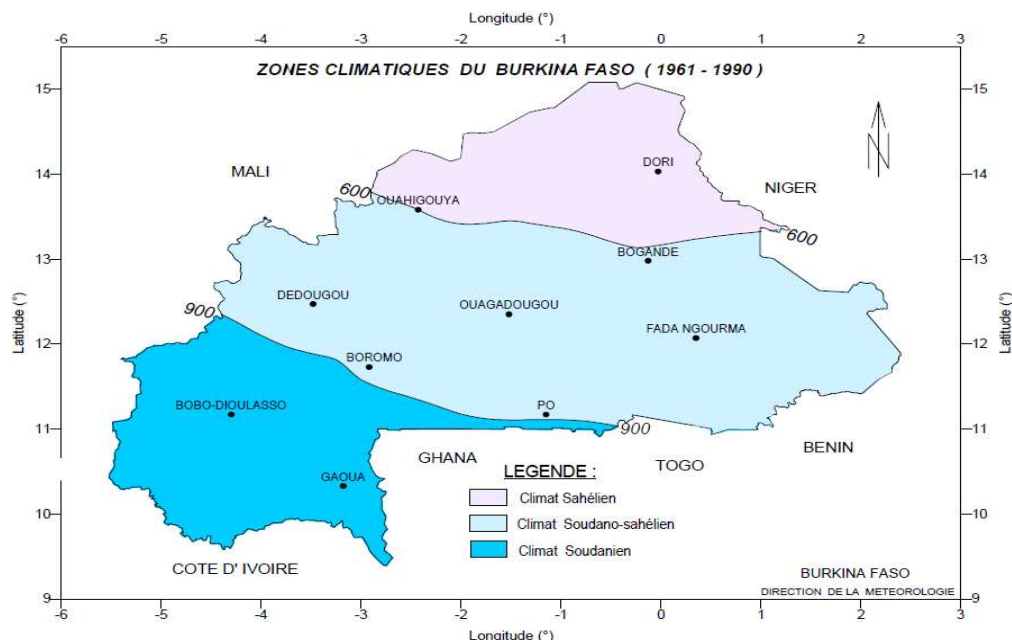 Longitude (°)
-6 -5 -4 -3 -2 -1 0 1 2 3
ZONES CLIMATIQUES DU BURKINA FASO ( 1961 - 1990 )
15 15
MALI
14 14
DORI
NIGER
600
OUAHIGOUYA
600
13 13
BOGANDE
DEDOUGOU
OUAGADOUGOU
900
FADA NGOURMA
Latitude (°)
Latitude (°)
12 12
BOROMO
BOBO-DIOULASSO
PO
11 11
900
BENIN
GHANA
TOGO
LEGENDE :
GAOUA
Climat Sahélien
10 10
Climat Soudano-sahélien
Climat Soudanien
COTE D' IVOIRE
BURKINA FASO
DIRECTION DE LA METEOROLOGIE
9 9
-6 -5 -4 -3 -2 -1 0 1 2 3
Longitude (°)
N